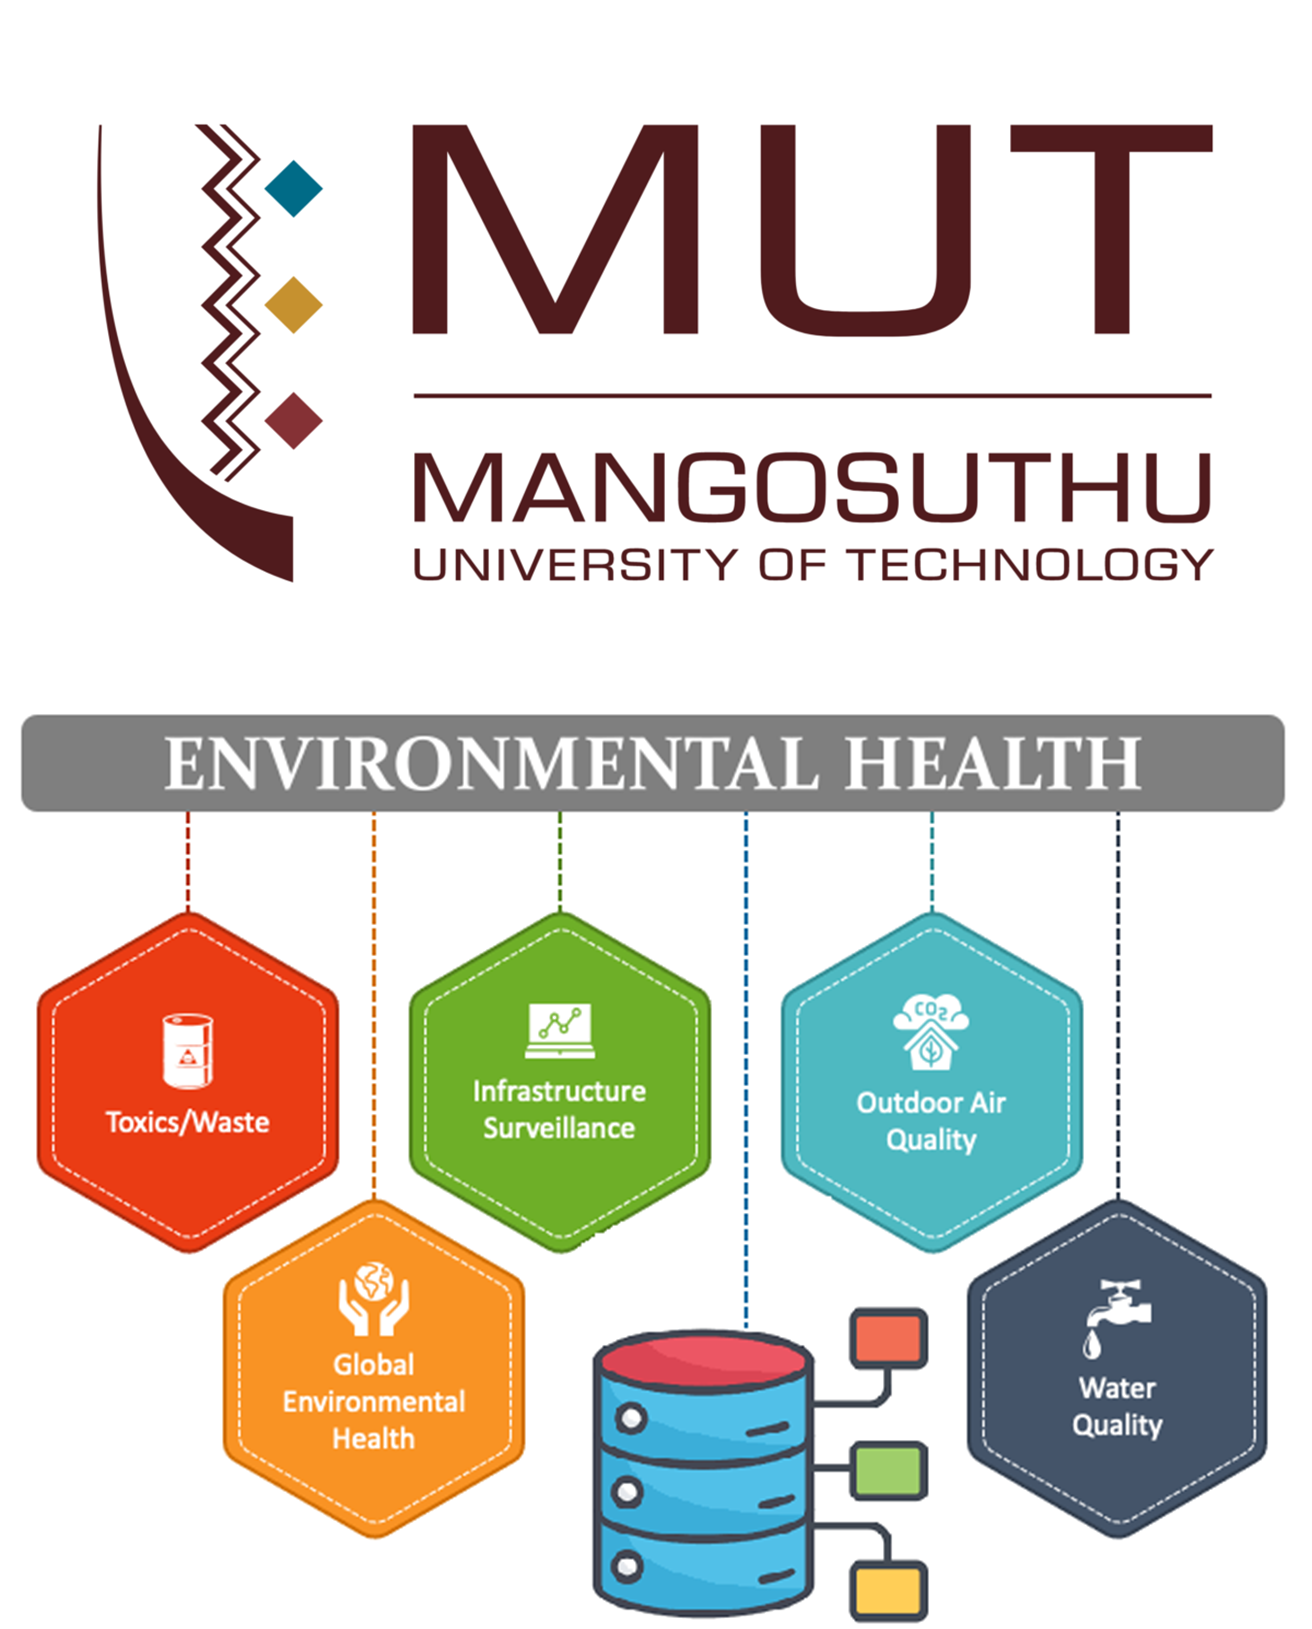 MUT
MANGOSUTHU
UNIVERSITY OF TECHNOLOGY
ENVIRONMENTAL HEALTH
Toxics/Waste
Infrastructure
Surveillance
CO2
Outdoor Air
Quality
Global
Environmental
Health
Water
Quality